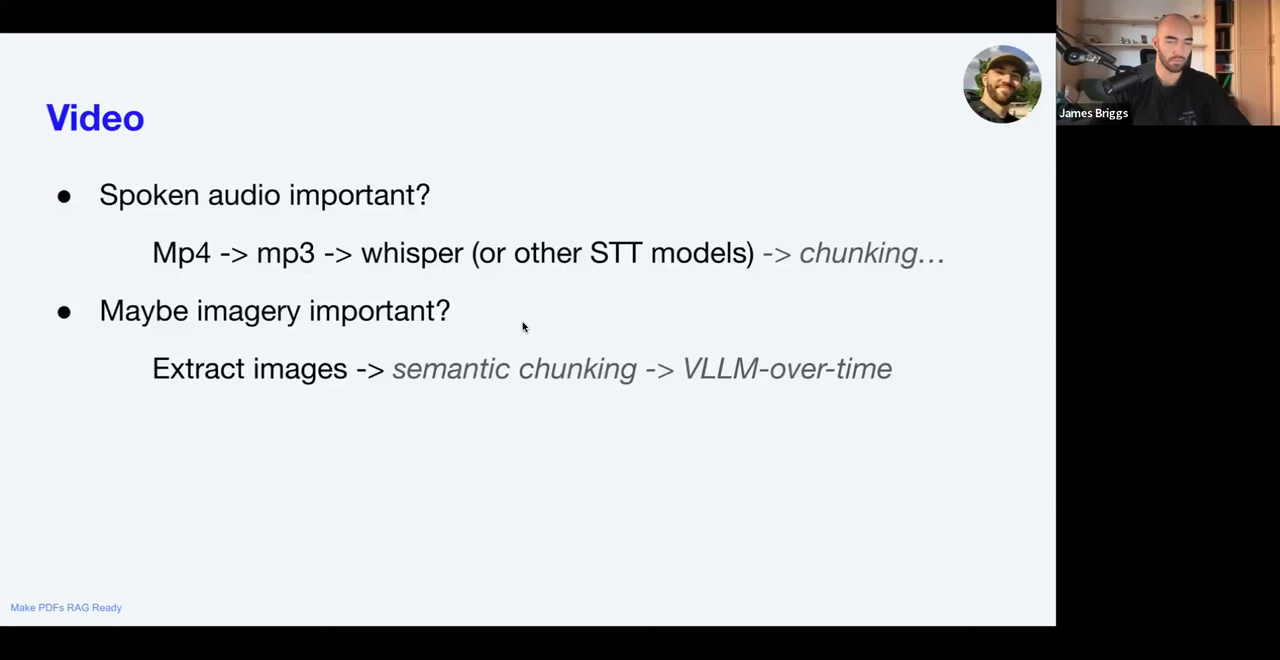 Video
● Spoken audio important?
Mp4 -> mp3 -> whisper (or other STT models) -> chunking…
● Maybe imagery important?
Extract images -> semantic chunking -> VLLM-over-time
Make PDFs RAG Ready
James Briggs